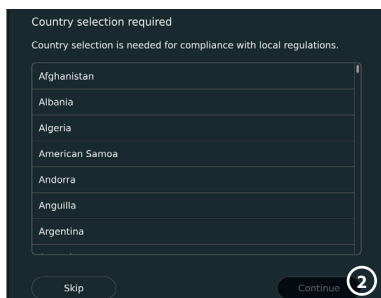 Country selection required
Country selection is needed for compliance with local regulations.
Afghanistan
Albania
Algeria
American Samoa
Andorra
Anguilla
Argentina
Skip
Continue
2